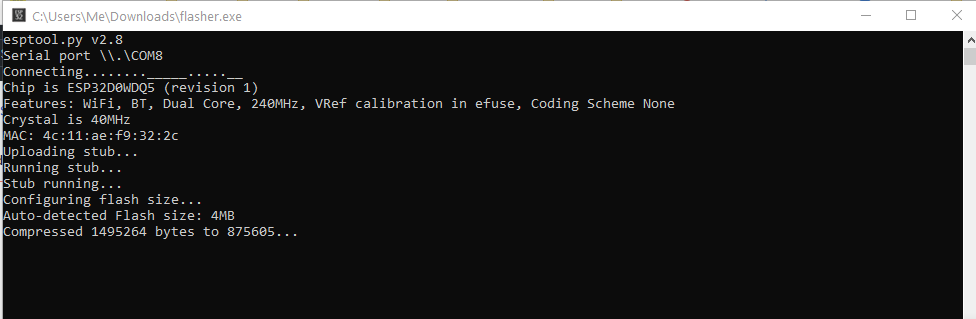 C:\Users\Me\Downloads\flasher.exe
esptool.py v2.8
Serial port \\.\COM8
Connecting........_____.....__
Chip is ESP32D0WDQ5 (revision 1)
Features: WiFi, BT, Dual Core, 240MHz, VRef calibration in efuse, Coding Scheme None
Crystal is 40MHz
MAC: 4c:11:ae:f9:32:2c
Uploading stub...
Running stub...
Stub running...
Configuring flash size...
Auto-detected Flash size: 4MB
Compressed 1495264 bytes to 875605...